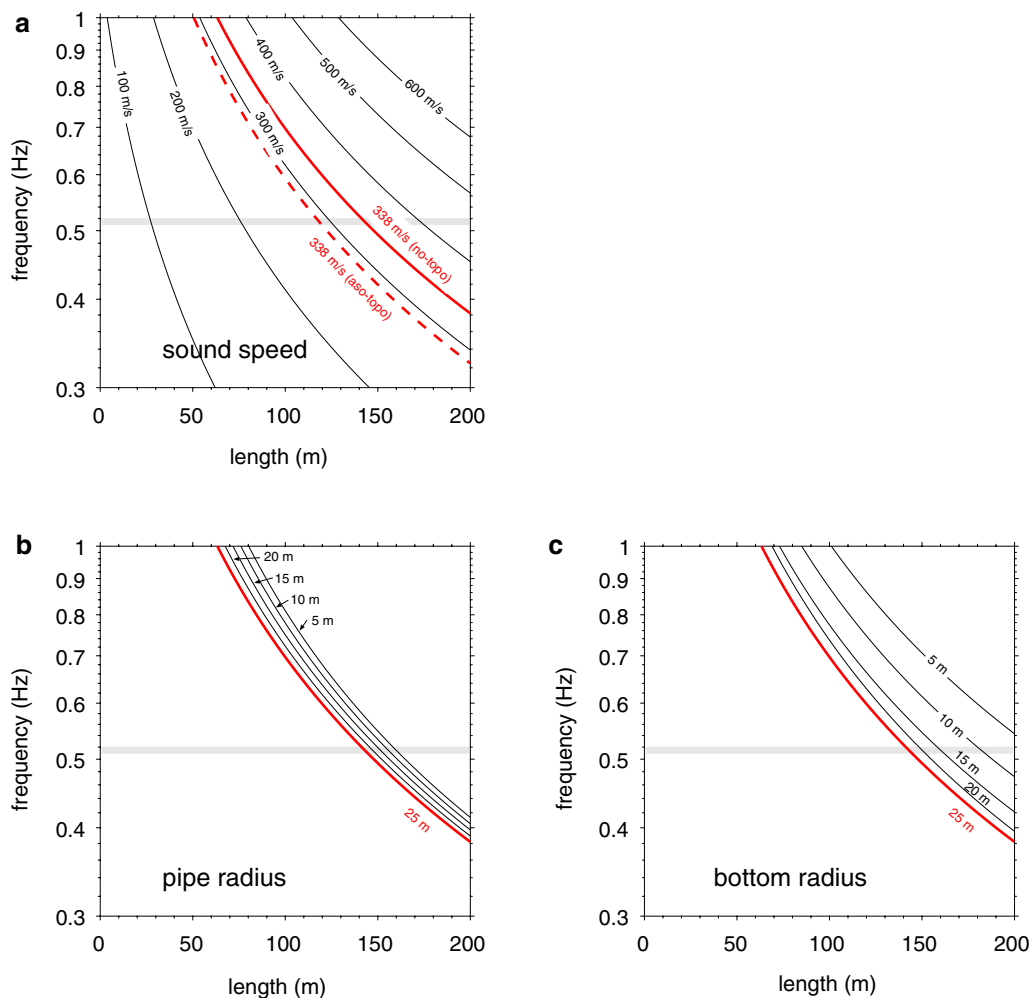 a
1
0.9
0.8
0.7
0.6
0.5
0.4
0.3
frequency (Hz)
100 m/s
200 m/s
300 m/s
400 m/s
500 m/s
600 m/s
338 m/s (no-topo)
338 m/s (aso-topo)
sound speed
0
50
100
150
200
length (m)
b
1
0.9
0.8
0.7
0.6
0.5
0.4
0.3
frequency (Hz)
20 m
15 m
10 m
5 m
25 m
pipe radius
0
50
100
150
200
length (m)
c
1
0.9
0.8
0.7
0.6
0.5
0.4
0.3
frequency (Hz)
5 m
10 m
15 m
20 m
25 m
bottom radius
0
50
100
150
200
length (m)